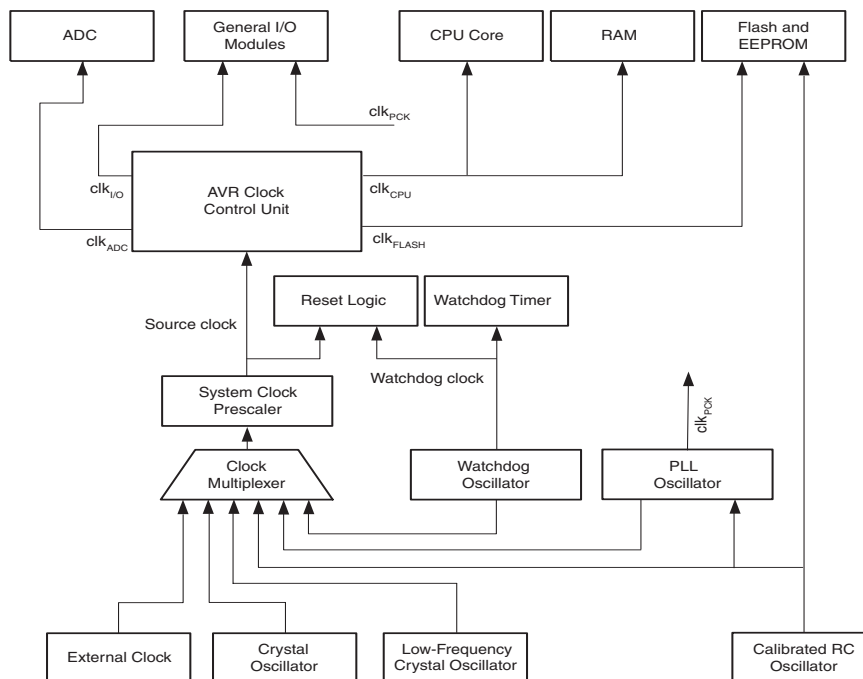 ADC
General I/O
Modules
CPU Core
RAM
Flash and
EEPROM
clkPCK
clkI/O
AVR Clock
Control Unit
clkCPU
clkADC
clkFLASH
Source clock
Reset Logic
Watchdog Timer
Watchdog clock
System Clock
Prescaler
clkPCK
Clock
Multiplexer
Watchdog
Oscillator
PLL
Oscillator
External Clock
Crystal
Oscillator
Low-Frequency
Crystal Oscillator
Calibrated RC
Oscillator